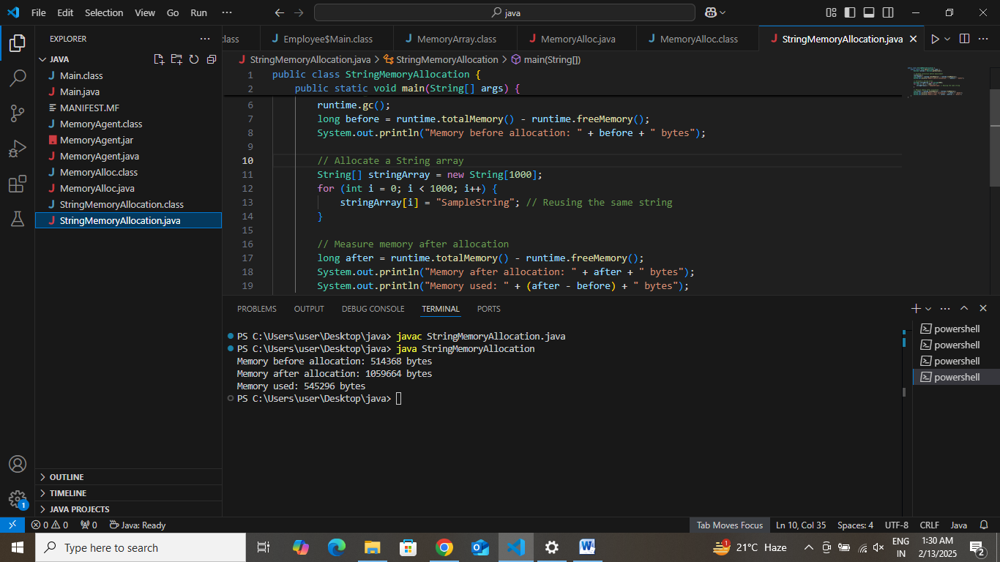 File Edit Selection View Go Run ··· java
EXPLORER
JAVA
Main.class
Main.java
MANIFEST.MF
MemoryAgent.class
MemoryAgent.jar
MemoryAgent.java
MemoryAlloc.class
MemoryAlloc.java
StringMemoryAllocation.class
StringMemoryAllocation.java
OUTLINE
TIMELINE
JAVA PROJECTS
class Employee$Main.class MemoryArray.class MemoryAlloc.java MemoryAlloc.class StringMemoryAllocation.java
StringMemoryAllocation.java > StringMemoryAllocation > main(String[])
1 public class StringMemoryAllocation {
2 public static void main(String[] args) {
6 runtime.gc();
7 long before = runtime.totalMemory() - runtime.freeMemory();
8 System.out.println("Memory before allocation: " + before + " bytes");
9
10 // Allocate a String array
11 String[] stringArray = new String[1000];
12 for (int i = 0; i < 1000; i++) {
13 stringArray[i] = "SampleString"; // Reusing the same string
14 }
15
16 // Measure memory after allocation
17 long after = runtime.totalMemory() - runtime.freeMemory();
18 System.out.println("Memory after allocation: " + after + " bytes");
19 System.out.println("Memory used: " + (after - before) + " bytes");
PROBLEMS OUTPUT DEBUG CONSOLE TERMINAL PORTS
PS C:\Users\user\Desktop\java> javac StringMemoryAllocation.java
PS C:\Users\user\Desktop\java> java StringMemoryAllocation
Memory before allocation: 514368 bytes
Memory after allocation: 1059664 bytes
Memory used: 545296 bytes
PS C:\Users\user\Desktop\java>
powershell
powershell
powershell
powershell
1
0 0 0 Java: Ready Tab Moves Focus Ln 10, Col 35 Spaces: 4 UTF-8 CRLF Java
Type here to search 1 21°C Haze ENG IN 1:30 AM 2/13/2025 2